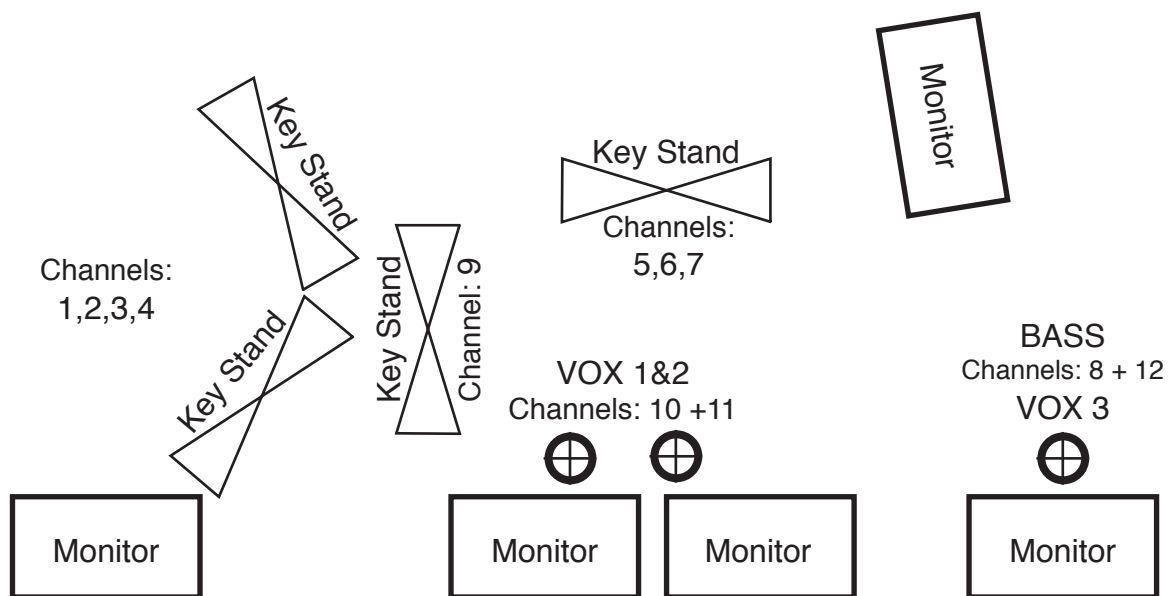 Monitor
Key Stand
Key Stand
Channels:
5,6,7
Channels:
1,2,3,4
Key Stand
Key Stand
Channel: 9
VOX 1&2
Channels: 10 +11
BASS
Channels: 8 + 12
VOX 3
Monitor
Monitor
Monitor
Monitor